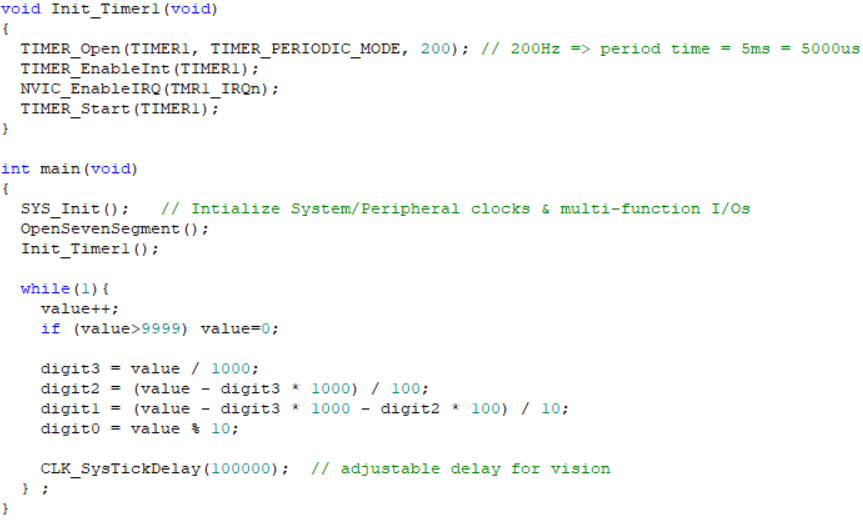 void Init_Timer1(void)
{
  TIMER_Open(TIMER1, TIMER_PERIODIC_MODE, 200); // 200Hz => period time = 5ms = 5000us
  TIMER_EnableInt(TIMER1);
  NVIC_EnableIRQ(TMR1_IRQn);
  TIMER_Start(TIMER1);
}

int main(void)
{
  SYS_Init();   // Intialize System/Peripheral clocks & multi-function I/Os
  OpenSevenSegment();
  Init_Timer1();

  while(1){
    value++;
    if (value>9999) value=0;

    digit3 = value / 1000;
    digit2 = (value - digit3 * 1000) / 100;
    digit1 = (value - digit3 * 1000 - digit2 * 100) / 10;
    digit0 = value % 10;

    CLK_SysTickDelay(100000);  // adjustable delay for vision
  } ;
}